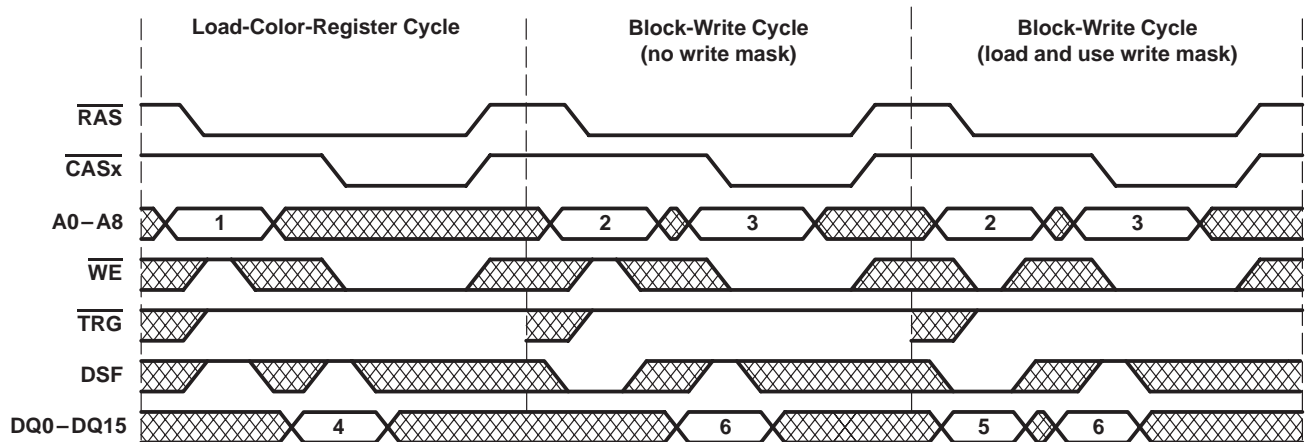 Load-Color-Register Cycle
Block-Write Cycle
(no write mask)
Block-Write Cycle
(load and use write mask)
RAS
CASx
A0–A8 1 2 3 2 3
WE
TRG
DSF
DQ0–DQ15 4 6 5 6